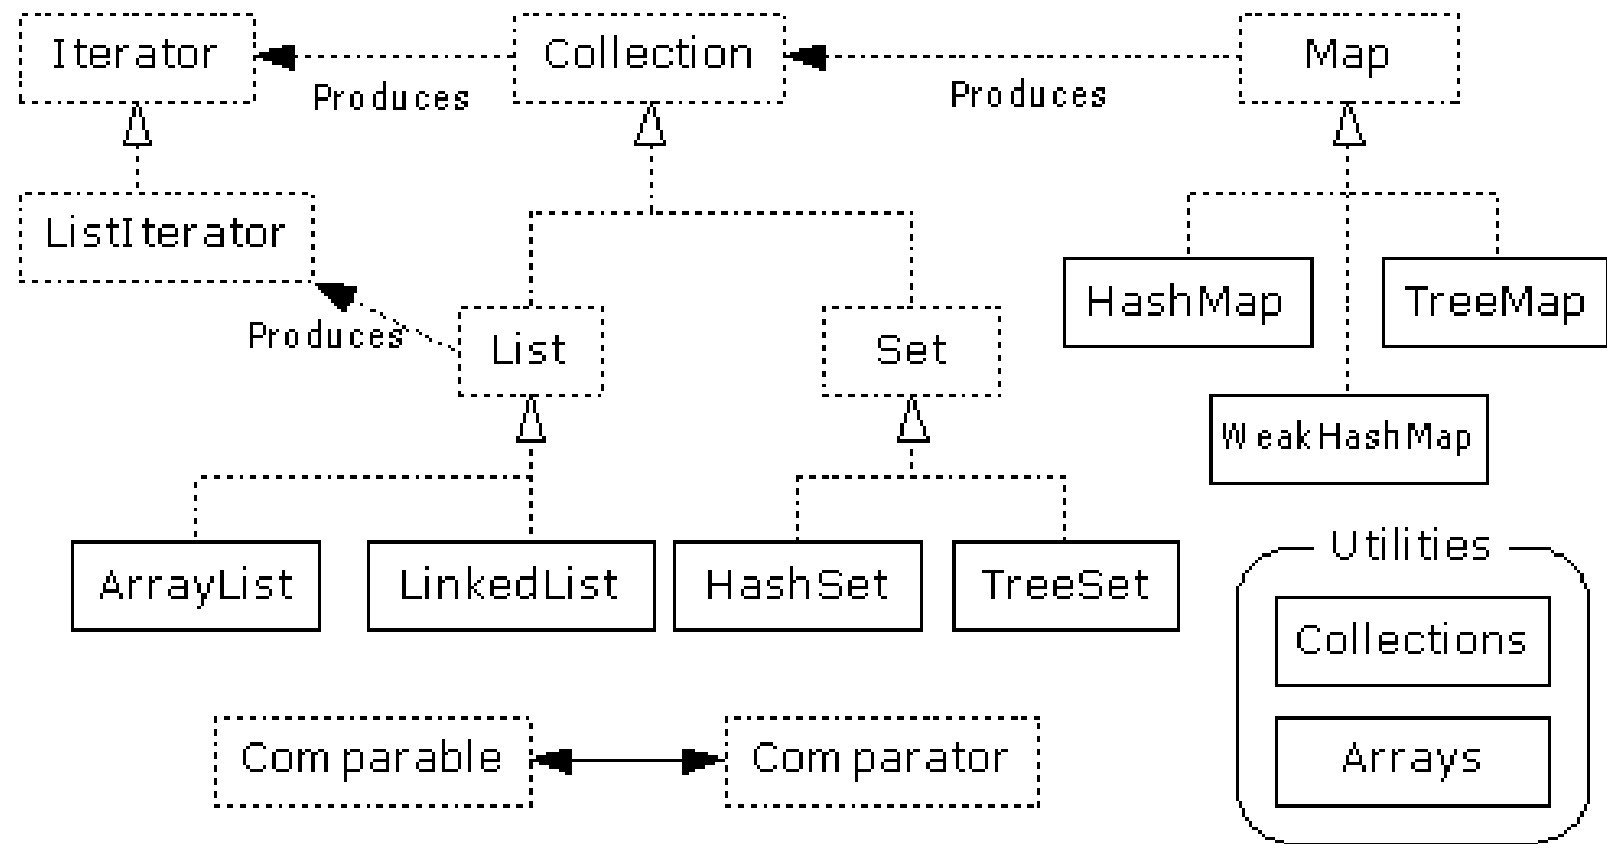 Iterator
Collection
Map
Produces
Produces
ListIterator
HashMap
TreeMap
Produces
List
Set
WeakHashMap
Utilities
ArrayList
LinkedList
HashSet
TreeSet
Collections
Comparable
Comparator
Arrays